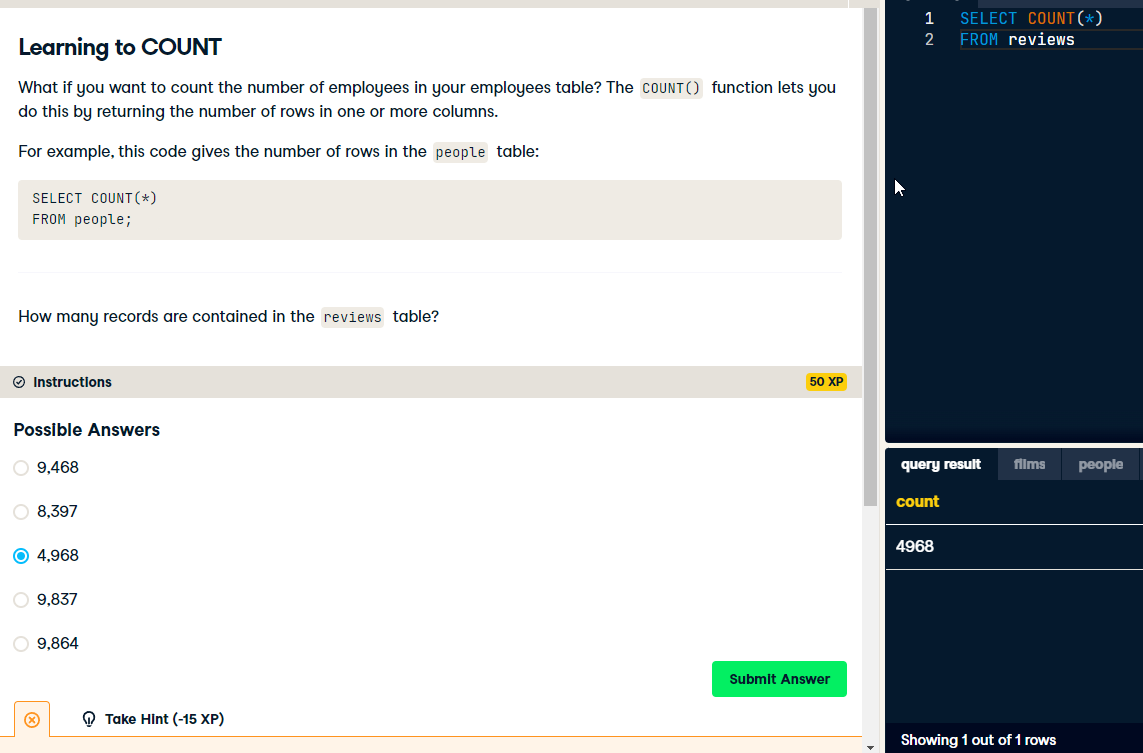 Learning to COUNT
What if you want to count the number of employees in your employees table? The COUNT() function lets you
do this by returning the number of rows in one or more columns.
For example, this code gives the number of rows in the people table:
SELECT COUNT(*)
FROM people;
How many records are contained in the reviews table?
Instructions
50 XP
Possible Answers
9,468
8,397
4,968
9,837
9,864
Submit Answer
Take Hint (-15 XP)
1 SELECT COUNT(*)
2 FROM reviews
query result films people
count
4968
Showing 1 out of 1 rows